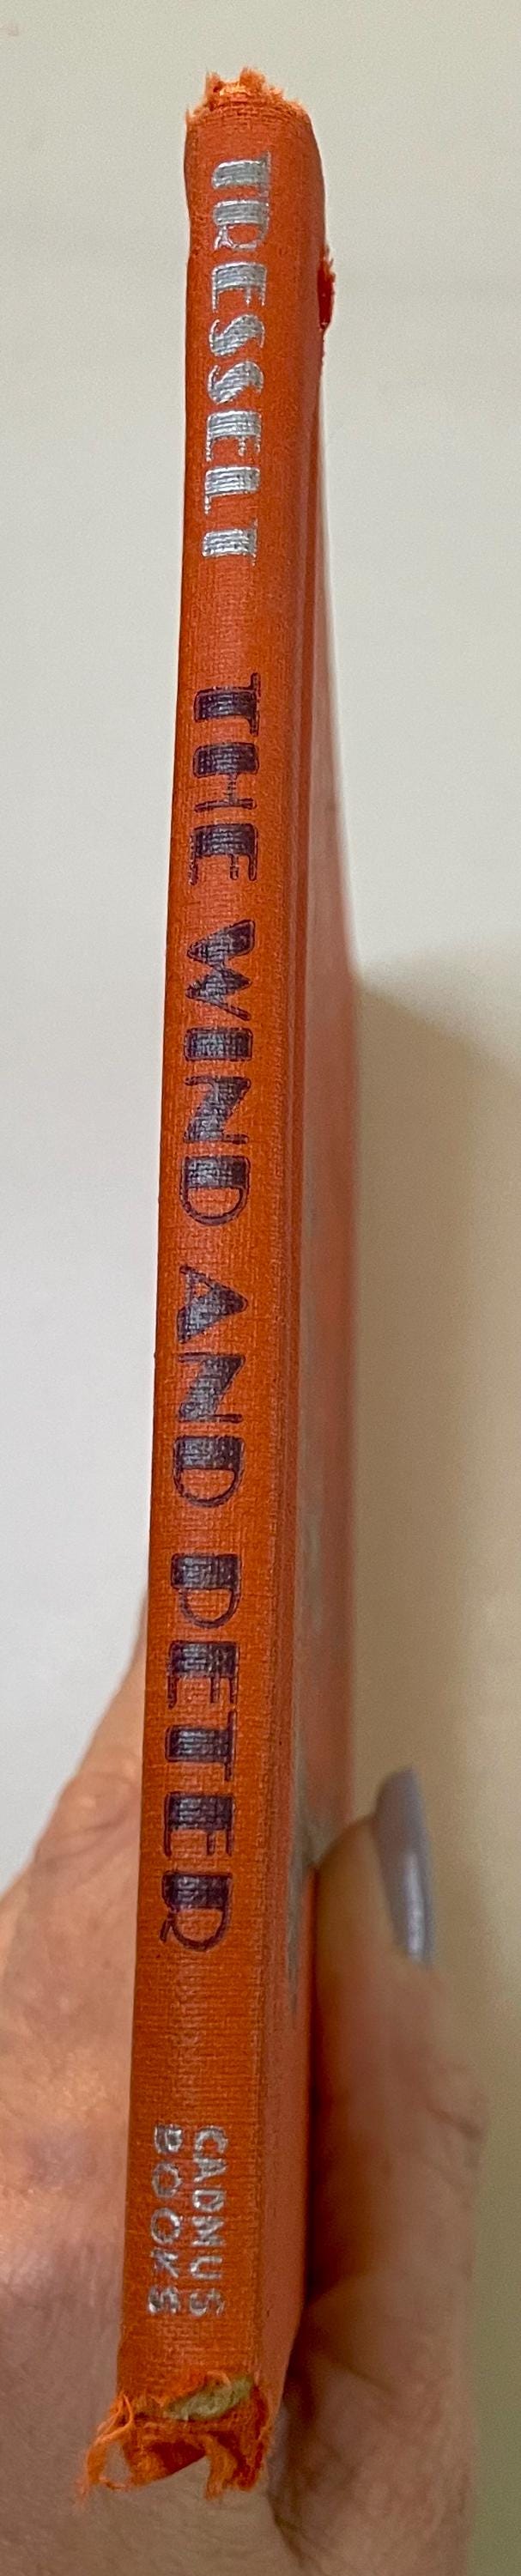 TRESSELT
THE WIND AND PETER
CADMUS
BOOKS